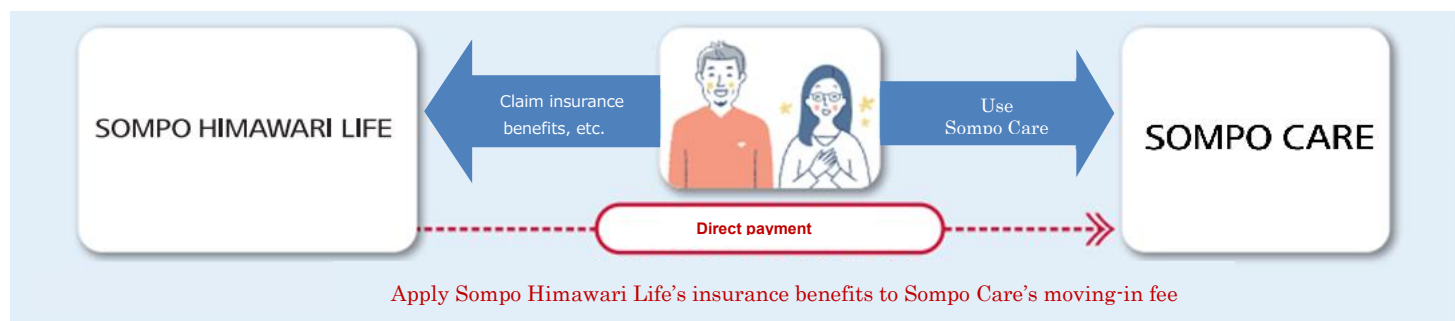 SOMPO HIMAWARI LIFE
Claim insurance
benefits, etc.
Use
Sompo Care
SOMPO CARE
Direct payment
Apply Sompo Himawari Life's insurance benefits to Sompo Care's moving-in fee